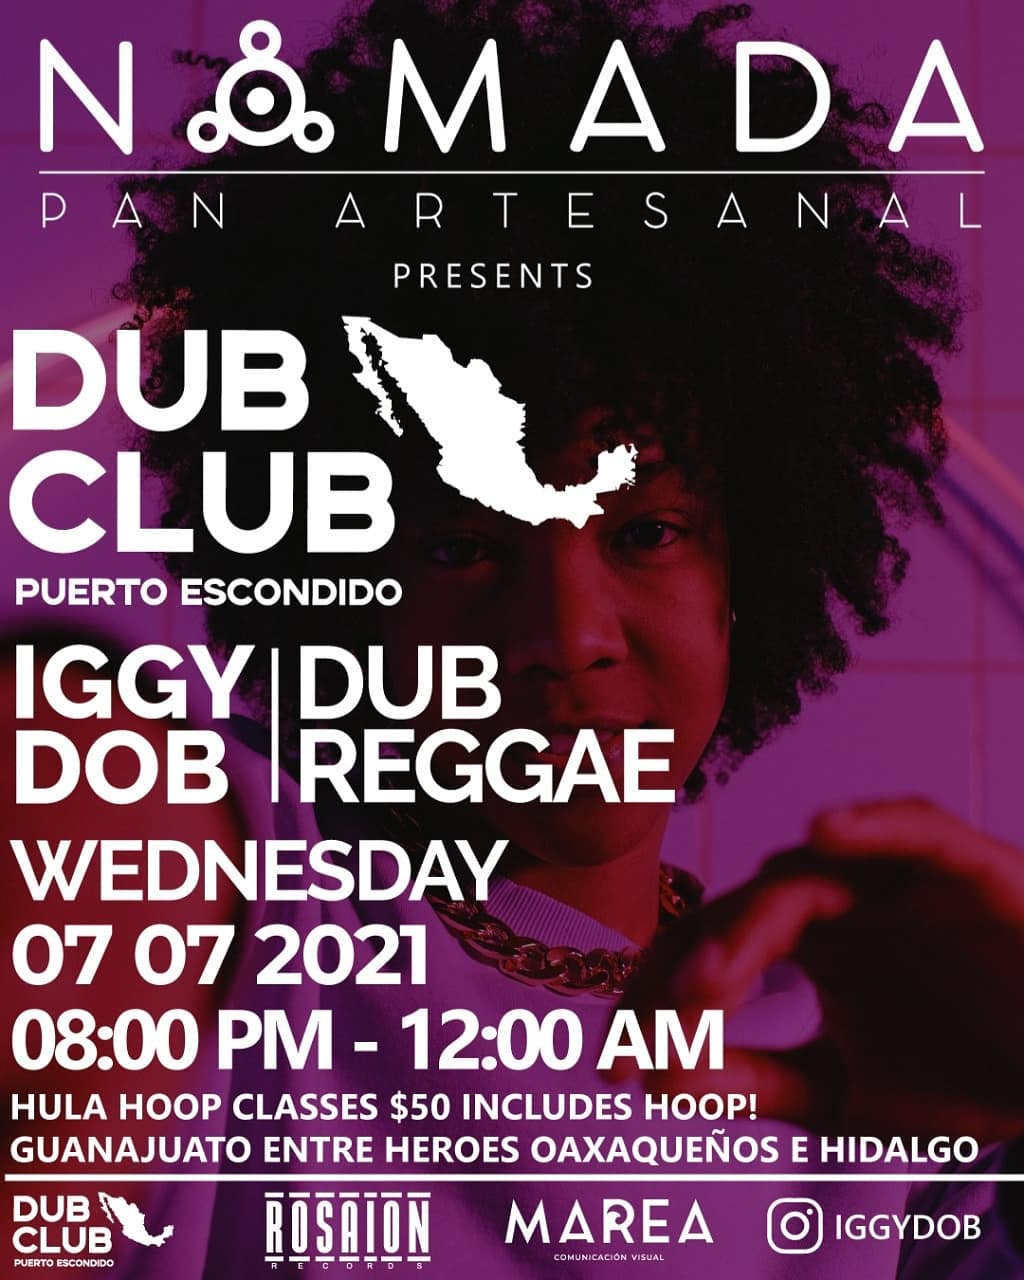 NOMADA
PAN ARTESANAL
PRESENTS
DUB
CLUB
PUERTO ESCONDIDO
IGGY DOB | DUB REGGAE
WEDNESDAY
07 07 2021
08:00 PM - 12:00 AM
HULA HOOP CLASSES $50 INCLUDES HOOP!
GUANAJUATO ENTRE HEROES OAXAQUEÑOS E HIDALGO
DUB CLUB PUERTO ESCONDIDO
ROSAION RECORDS
MAREA COMUNICACIÓN VISUAL
IGGYDOB